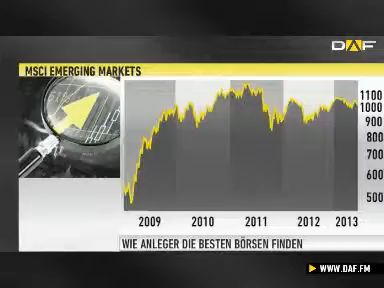 DAF
MSCI EMERGING MARKETS
1100
1000
900
800
700
600
500
2009 2010 2011 2012 2013
WIE ANLEGER DIE BESTEN BÖRSEN FINDEN
WWW.DAF.FM